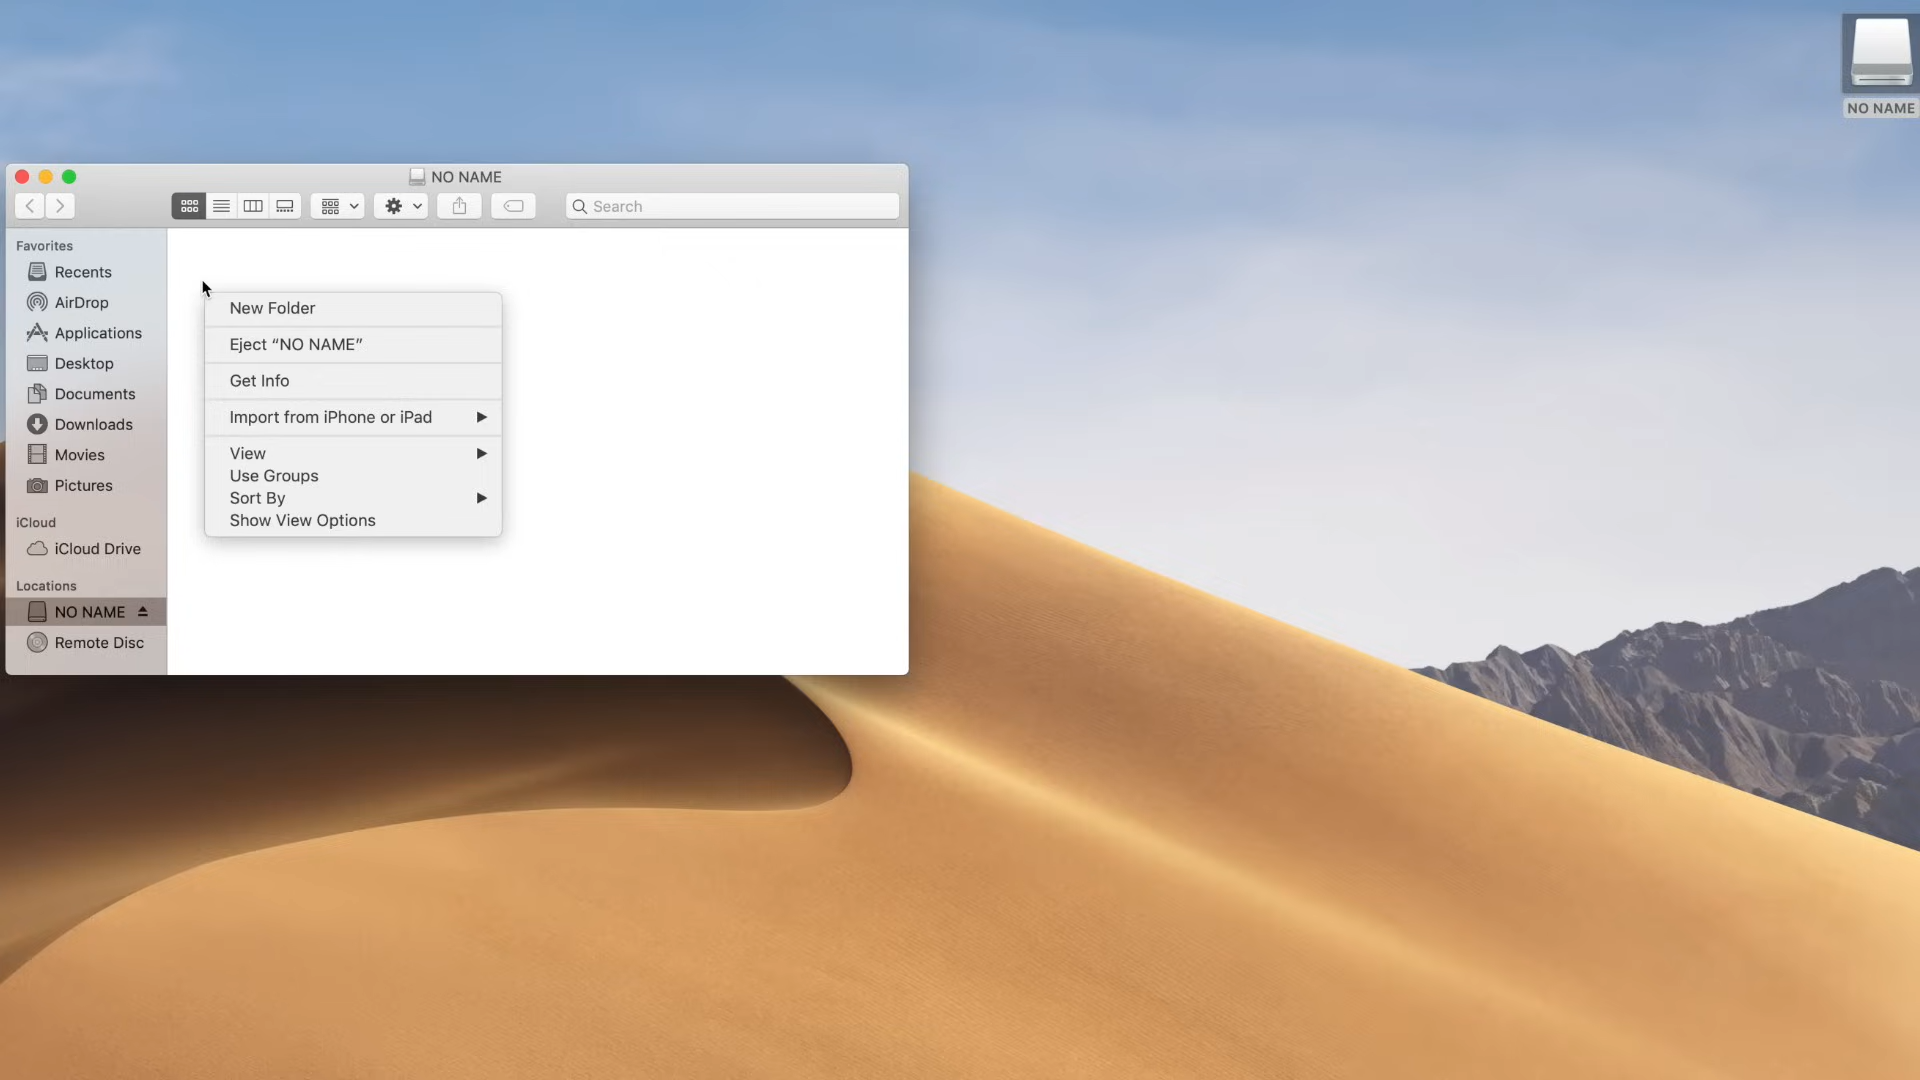 NO NAME
NO NAME
Search
Favorites
Recents
AirDrop
Applications
Desktop
Documents
Downloads
Movies
Pictures
iCloud
iCloud Drive
Locations
NO NAME
Remote Disc
New Folder
Eject “NO NAME”
Get Info
Import from iPhone or iPad
View
Use Groups
Sort By
Show View Options